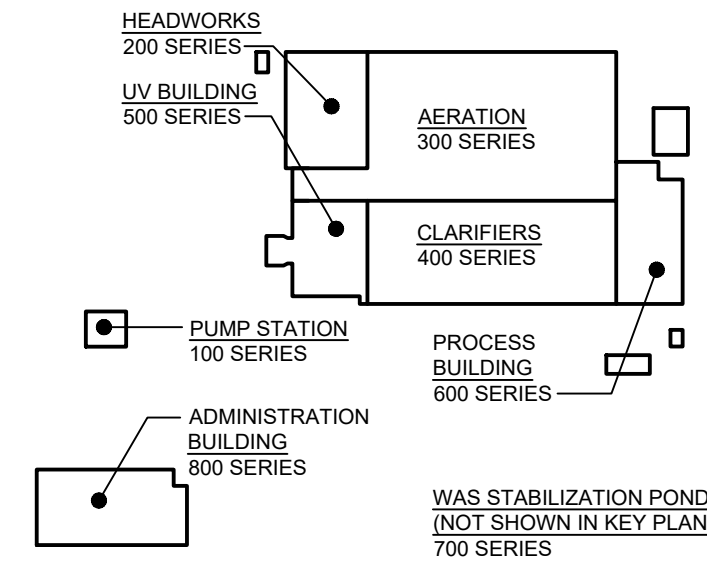 HEADWORKS
200 SERIES
UV BUILDING
500 SERIES
AERATION
300 SERIES
CLARIFIERS
400 SERIES
PUMP STATION
100 SERIES
PROCESS
BUILDING
600 SERIES
ADMINISTRATION
BUILDING
800 SERIES
WAS STABILIZATION POND
(NOT SHOWN IN KEY PLAN
700 SERIES